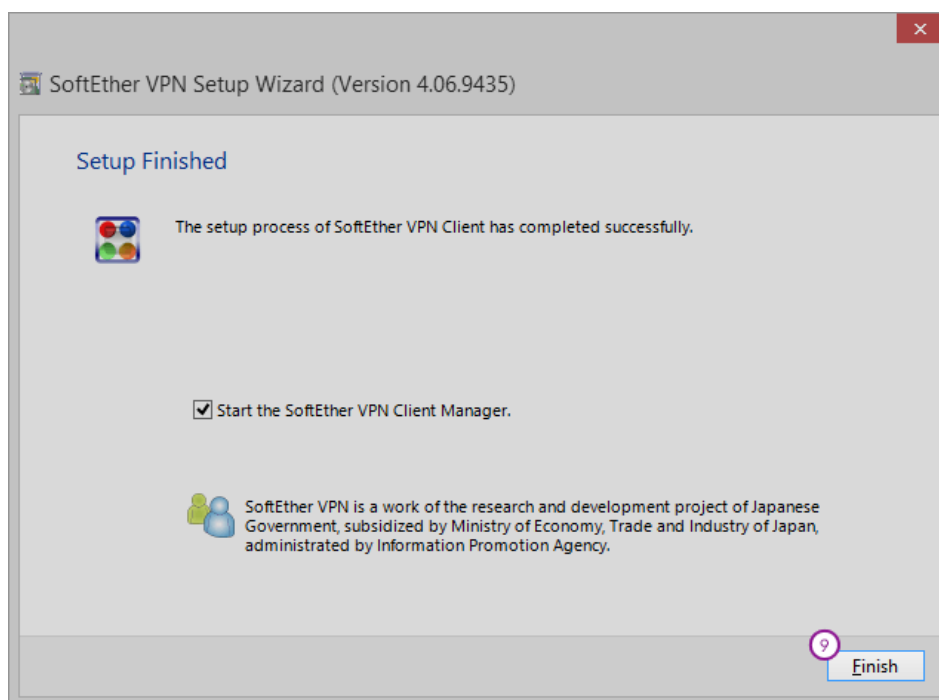 SoftEther VPN Setup Wizard (Version 4.06.9435)
Setup Finished
The setup process of SoftEther VPN Client has completed successfully.
Start the SoftEther VPN Client Manager.
SoftEther VPN is a work of the research and development project of Japanese
Government, subsidized by Ministry of Economy, Trade and Industry of Japan,
administrated by Information Promotion Agency.
9
Finish